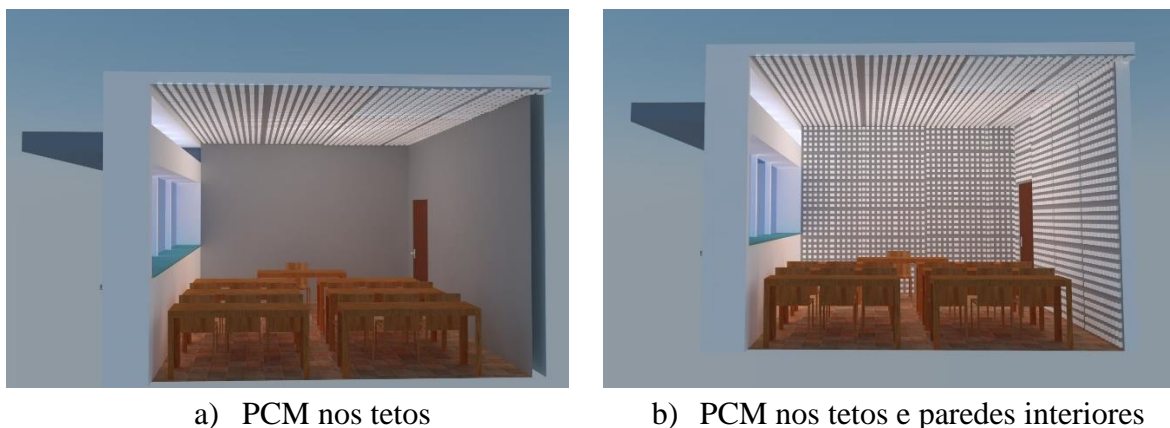 a) PCM nos tetos
b) PCM nos tetos e paredes interiores